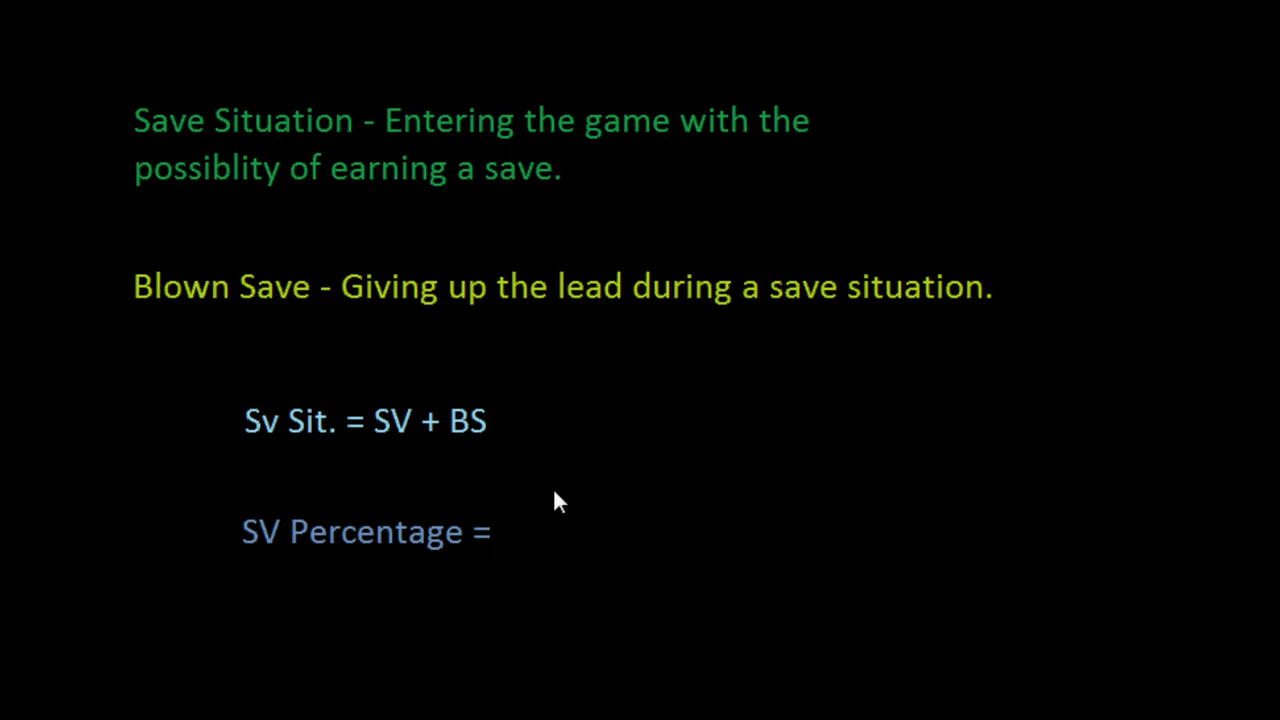 Save Situation - Entering the game with the
possiblity of earning a save.
Blown Save - Giving up the lead during a save situation.
Sv Sit. = SV + BS
SV Percentage =